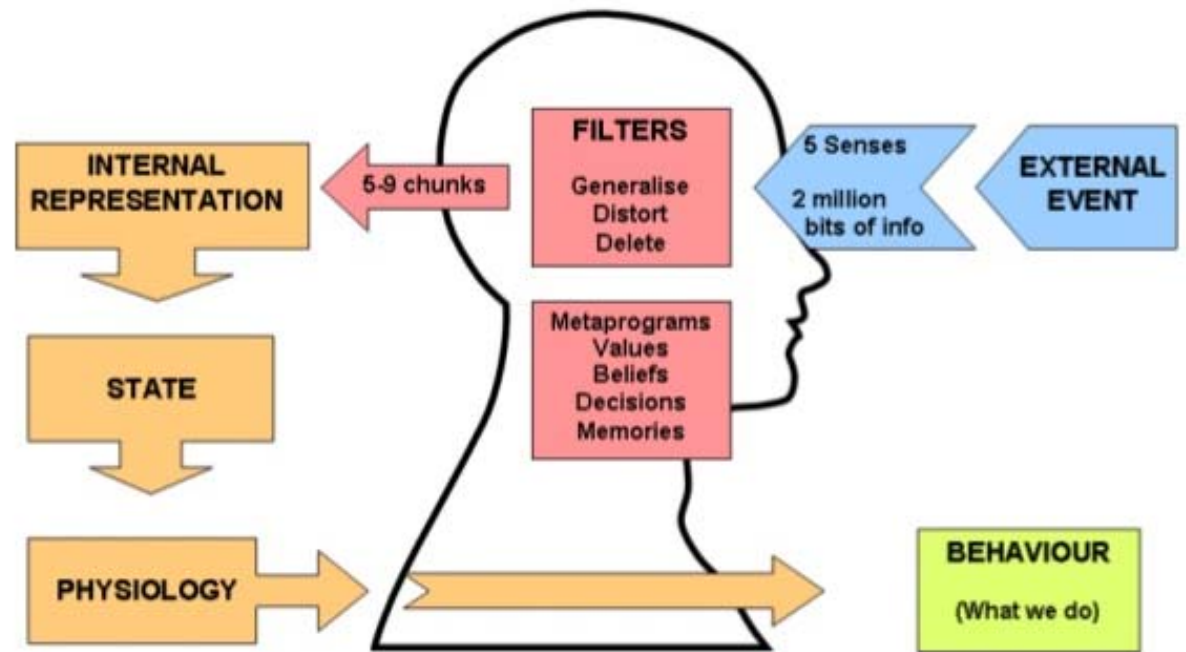 EXTERNAL
EVENT
5 Senses
2 million
bits of info
FILTERS
Generalise
Distort
Delete
Metaprograms
Values
Beliefs
Decisions
Memories
5-9 chunks
INTERNAL
REPRESENTATION
STATE
PHYSIOLOGY
BEHAVIOUR
(What we do)